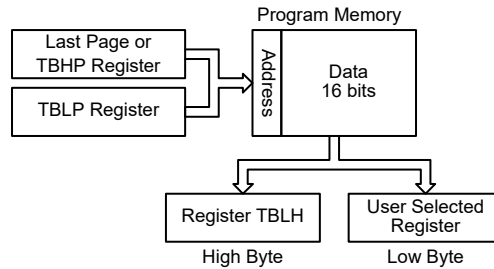 Program Memory
Last Page or
TBHP Register
TBLP Register
Address
Data
16 bits
Register TBLH
High Byte
User Selected
Register
Low Byte